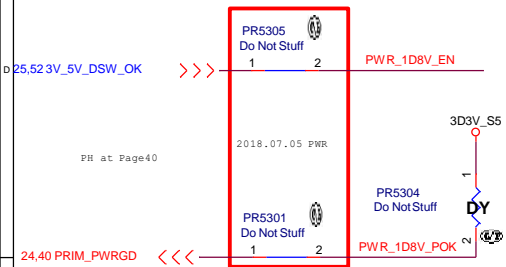 PR5305
Do Not Stuff
1 2 PWR_1D8V_EN
D 25,52 3V_5V_DSW_OK
3D3V_S5
PH at Page40
2018.07.05 PWR
1
PR5304
Do Not Stuff
DY
2
PR5301
Do Not Stuff
24,40 PRIM_PWRGD
1 2 PWR_1D8V_POK